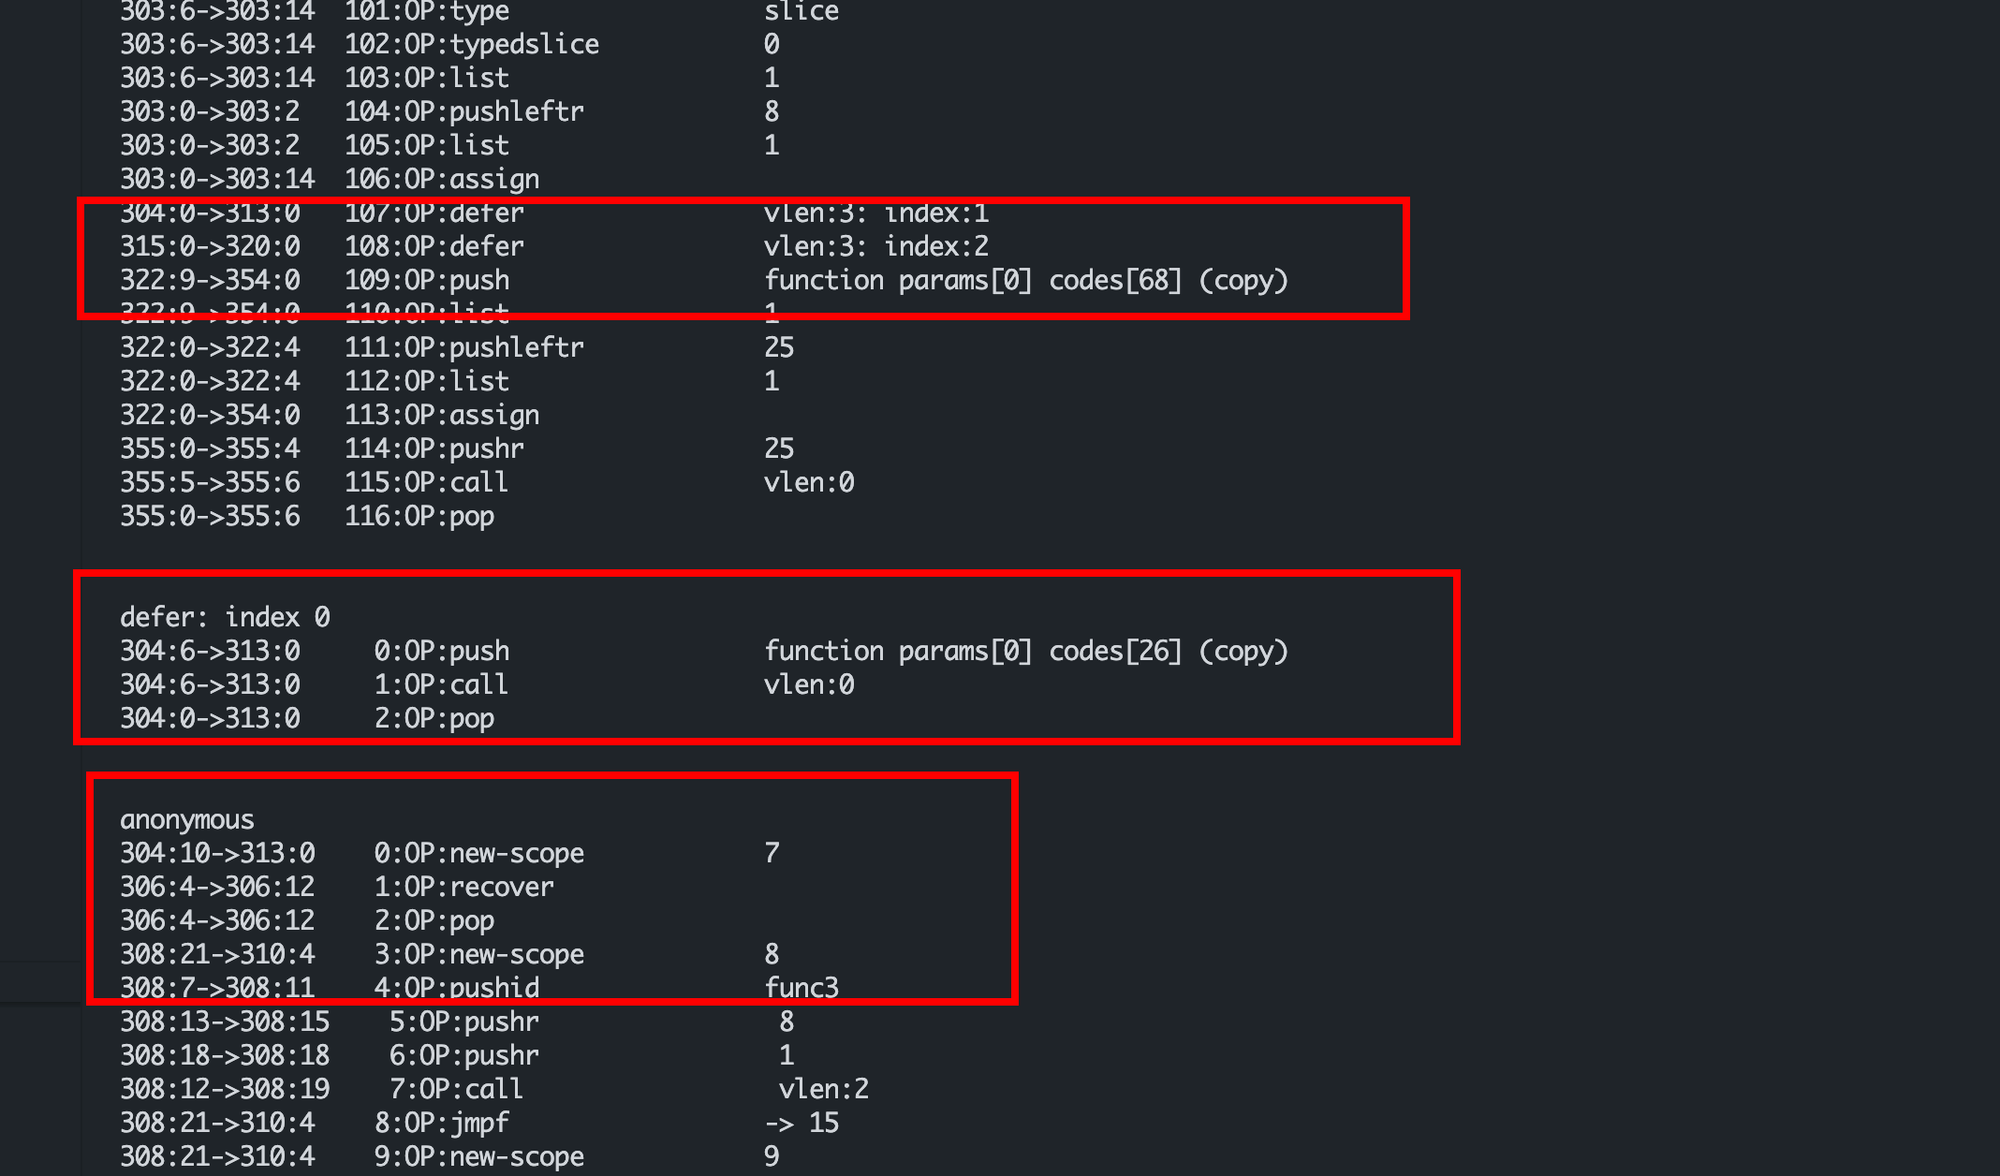 303:6->303:14 101:OP:type slice
303:6->303:14 102:OP:typedslice 0
303:6->303:14 103:OP:list 1
303:0->303:2 104:OP:pushleftr 8
303:0->303:2 105:OP:list 1
303:0->303:14 106:OP:assign
304:0->313:0 107:OP:defer vlen:3: index:1
315:0->320:0 108:OP:defer vlen:3: index:2
322:9->354:0 109:OP:push function params[0] codes[68] (copy)
322:9->354:0 110:OP:list 1
322:0->322:4 111:OP:pushleftr 25
322:0->322:4 112:OP:list 1
322:0->354:0 113:OP:assign
355:0->355:4 114:OP:pushr 25
355:5->355:6 115:OP:call vlen:0
355:0->355:6 116:OP:pop
defer: index 0
304:6->313:0 0:OP:push function params[0] codes[26] (copy)
304:6->313:0 1:OP:call vlen:0
304:0->313:0 2:OP:pop
anonymous
304:10->313:0 0:OP:new-scope 7
306:4->306:12 1:OP:recover
306:4->306:12 2:OP:pop
308:21->310:4 3:OP:new-scope 8
308:7->308:11 4:OP:pushid func3
308:13->308:15 5:OP:pushr 8
308:18->308:18 6:OP:pushr 1
308:12->308:19 7:OP:call vlen:2
308:21->310:4 8:OP:jmpf -> 15
308:21->310:4 9:OP:new-scope 9